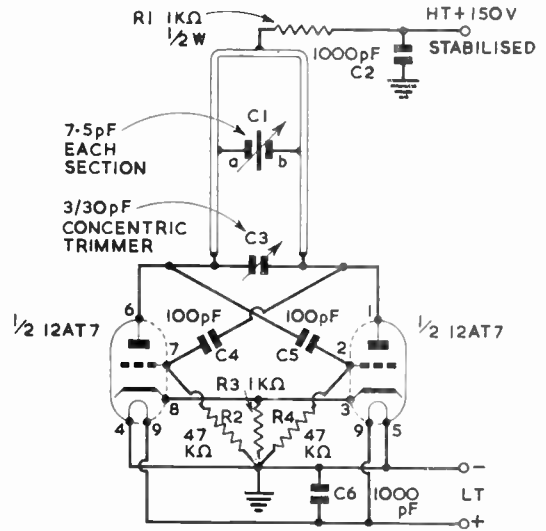 R1 1KΩ
½W
HT+150V
STABILISED
1000pF
C2
7·5pF
EACH
SECTION
C1
a
b
3/30pF
CONCENTRIC
TRIMMER
C3
6
1
½ 12AT7
100pF
100pF
½ 12AT7
7
C4
C5
2
R3 1KΩ
8
3
4
9
R2
R4
9
5
47
KΩ
47
KΩ
−
C6
1000
pF
LT
+